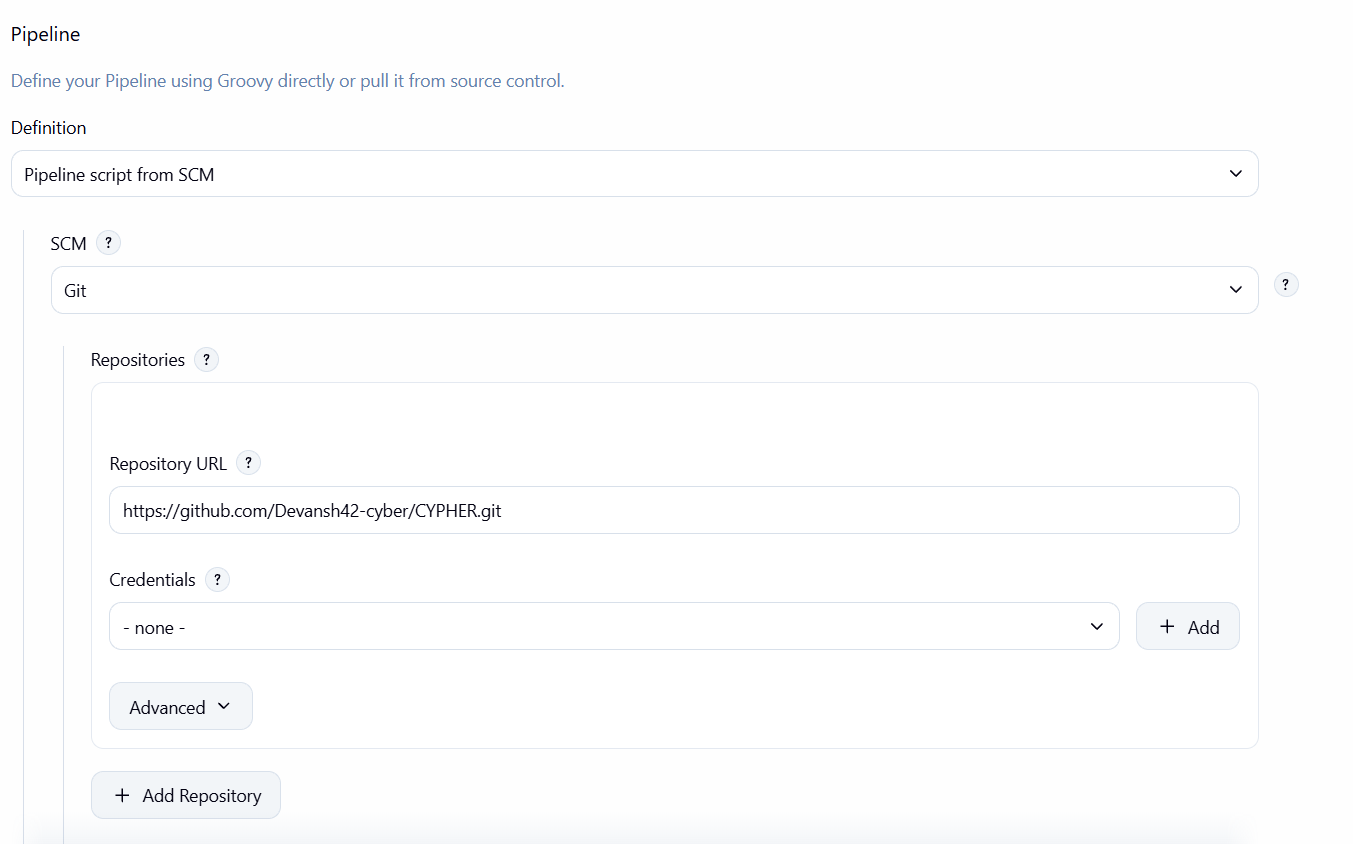 Pipeline
Define your Pipeline using Groovy directly or pull it from source control.
Definition
Pipeline script from SCM
SCM ?
Git
?
Repositories ?
Repository URL ?
https://github.com/Devansh42-cyber/CYPHER.git
Credentials ?
- none -
+ Add
Advanced
+ Add Repository